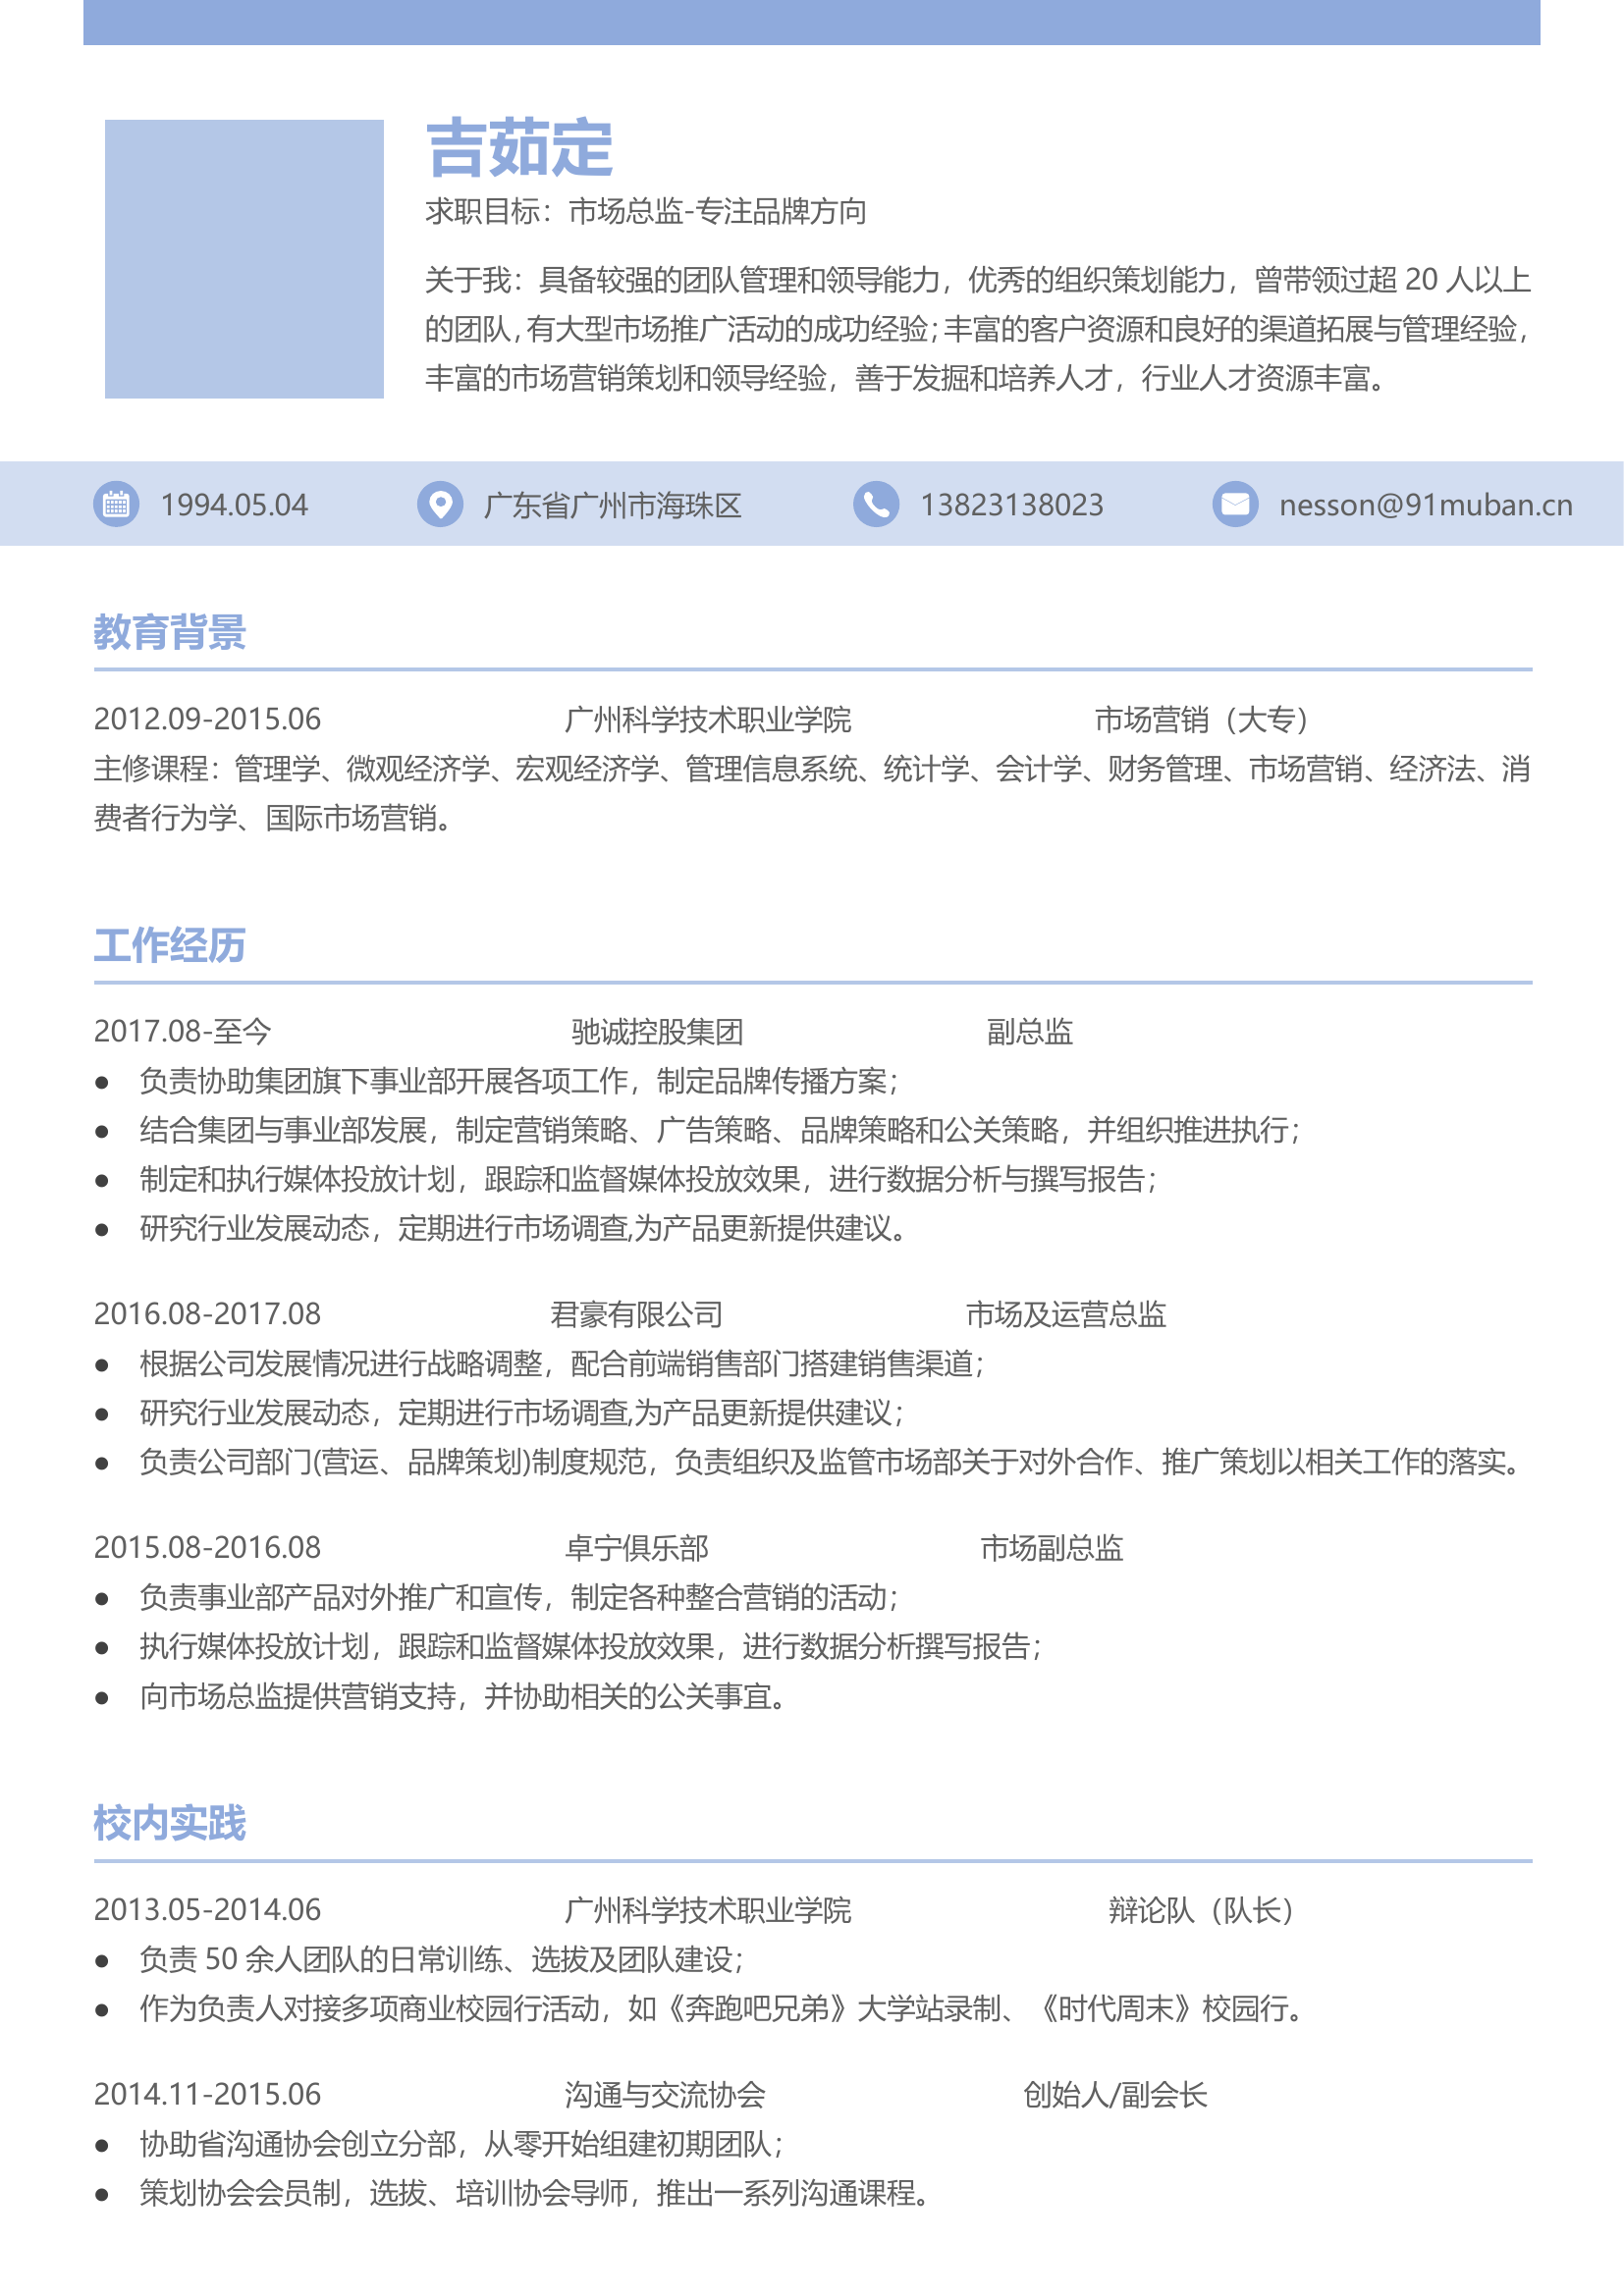 吉茹定
求职目标：市场总监-专注品牌方向
关于我：具备较强的团队管理和领导能力，优秀的组织策划能力，曾带领过超 20 人以上
的团队，有大型市场推广活动的成功经验；丰富的客户资源和良好的渠道拓展与管理经验，
丰富的市场营销策划和领导经验，善于发掘和培养人才，行业人才资源丰富。
1994.05.04 广东省广州市海珠区 13823138023 nesson@91muban.cn
教育背景
2012.09-2015.06 广州科学技术职业学院 市场营销（大专）
主修课程：管理学、微观经济学、宏观经济学、管理信息系统、统计学、会计学、财务管理、市场营销、经济法、消
费者行为学、国际市场营销。
工作经历
2017.08-至今 驰诚控股集团 副总监
● 负责协助集团旗下事业部开展各项工作，制定品牌传播方案；
● 结合集团与事业部发展，制定营销策略、广告策略、品牌策略和公关策略，并组织推进执行；
● 制定和执行媒体投放计划，跟踪和监督媒体投放效果，进行数据分析与撰写报告；
● 研究行业发展动态，定期进行市场调查,为产品更新提供建议。
2016.08-2017.08 君豪有限公司 市场及运营总监
● 根据公司发展情况进行战略调整，配合前端销售部门搭建销售渠道；
● 研究行业发展动态，定期进行市场调查,为产品更新提供建议；
● 负责公司部门(营运、品牌策划)制度规范，负责组织及监管市场部关于对外合作、推广策划以相关工作的落实。
2015.08-2016.08 卓宁俱乐部 市场副总监
● 负责事业部产品对外推广和宣传，制定各种整合营销的活动；
● 执行媒体投放计划，跟踪和监督媒体投放效果，进行数据分析撰写报告；
● 向市场总监提供营销支持，并协助相关的公关事宜。
校内实践
2013.05-2014.06 广州科学技术职业学院 辩论队（队长）
● 负责 50 余人团队的日常训练、选拔及团队建设；
● 作为负责人对接多项商业校园行活动，如《奔跑吧兄弟》大学站录制、《时代周末》校园行。
2014.11-2015.06 沟通与交流协会 创始人/副会长
● 协助省沟通协会创立分部，从零开始组建初期团队；
● 策划协会会员制，选拔、培训协会导师，推出一系列沟通课程。